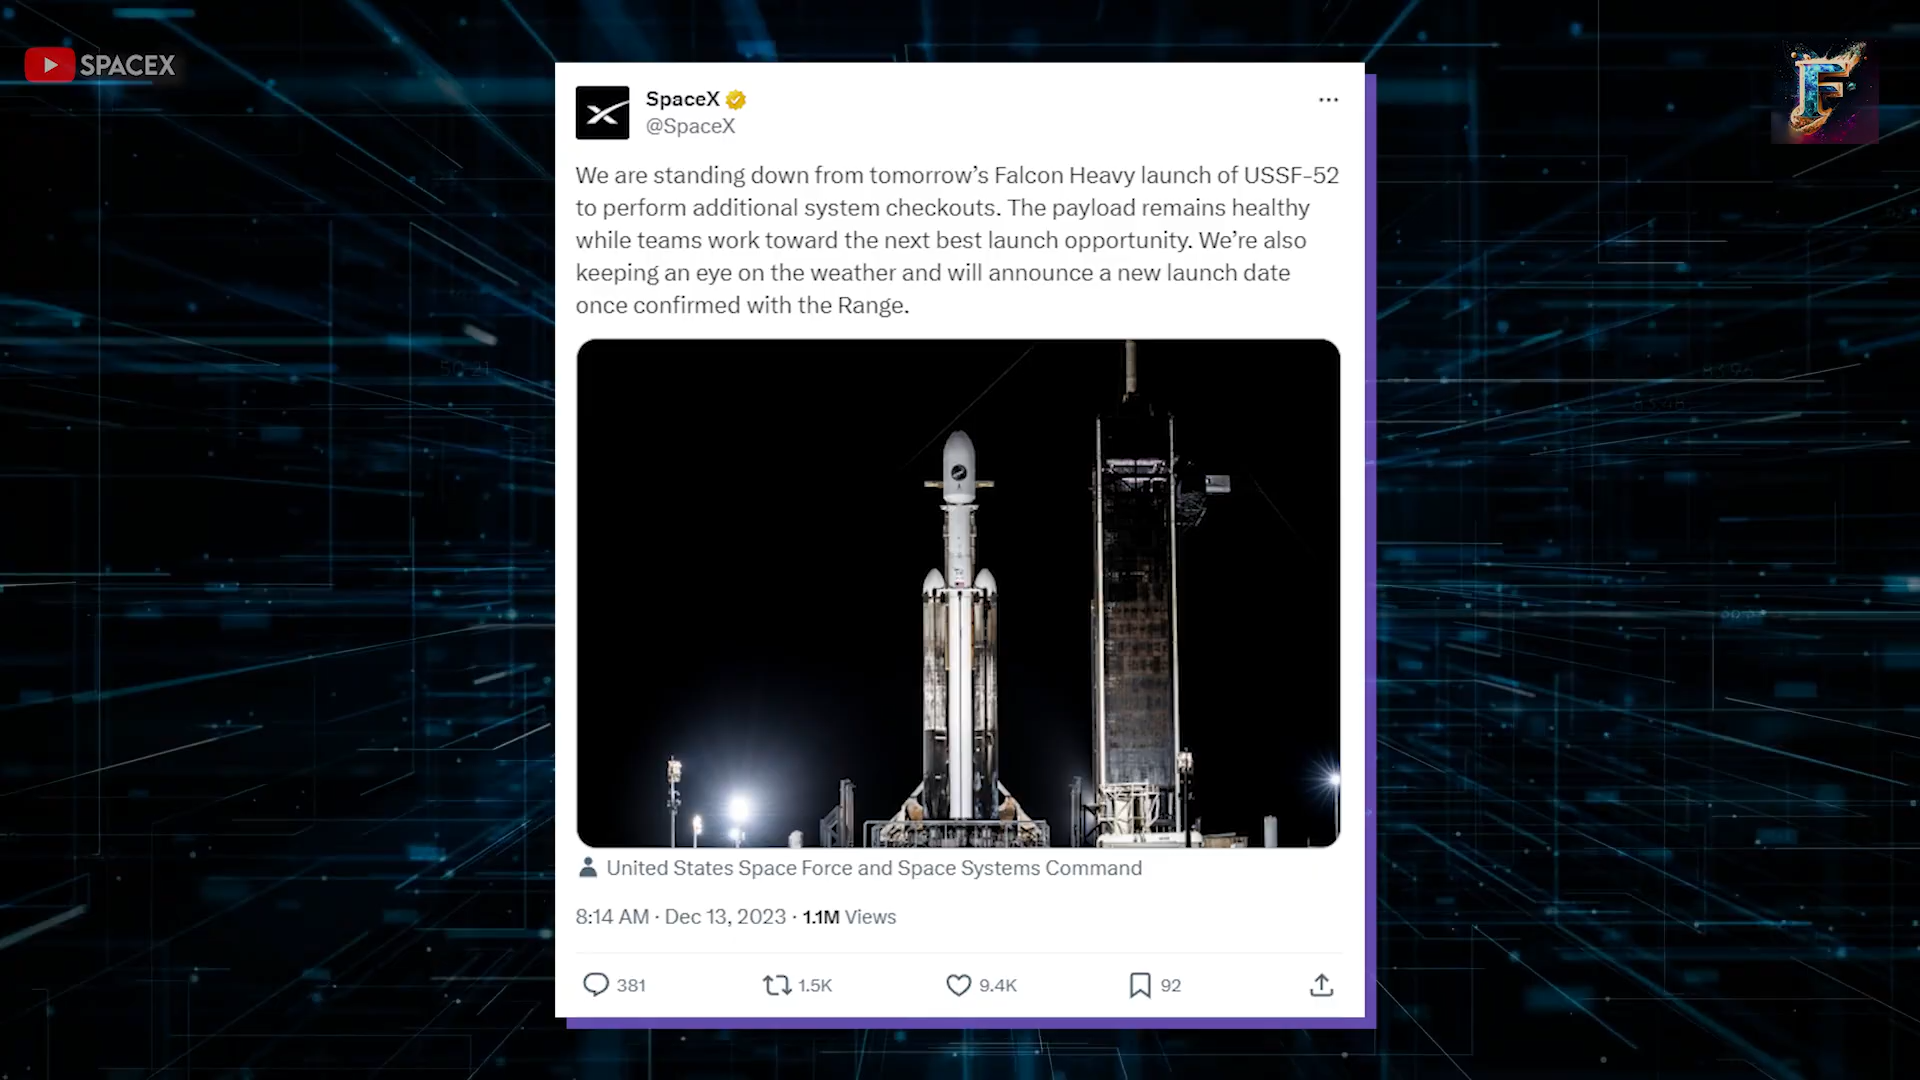 SPACEX
F
SpaceX
@SpaceX
We are standing down from tomorrow’s Falcon Heavy launch of USSF-52
to perform additional system checkouts. The payload remains healthy
while teams work toward the next best launch opportunity. We’re also
keeping an eye on the weather and will announce a new launch date
once confirmed with the Range.
United States Space Force and Space Systems Command
8:14 AM · Dec 13, 2023 · 1.1M Views
381 1.5K 9.4K 92